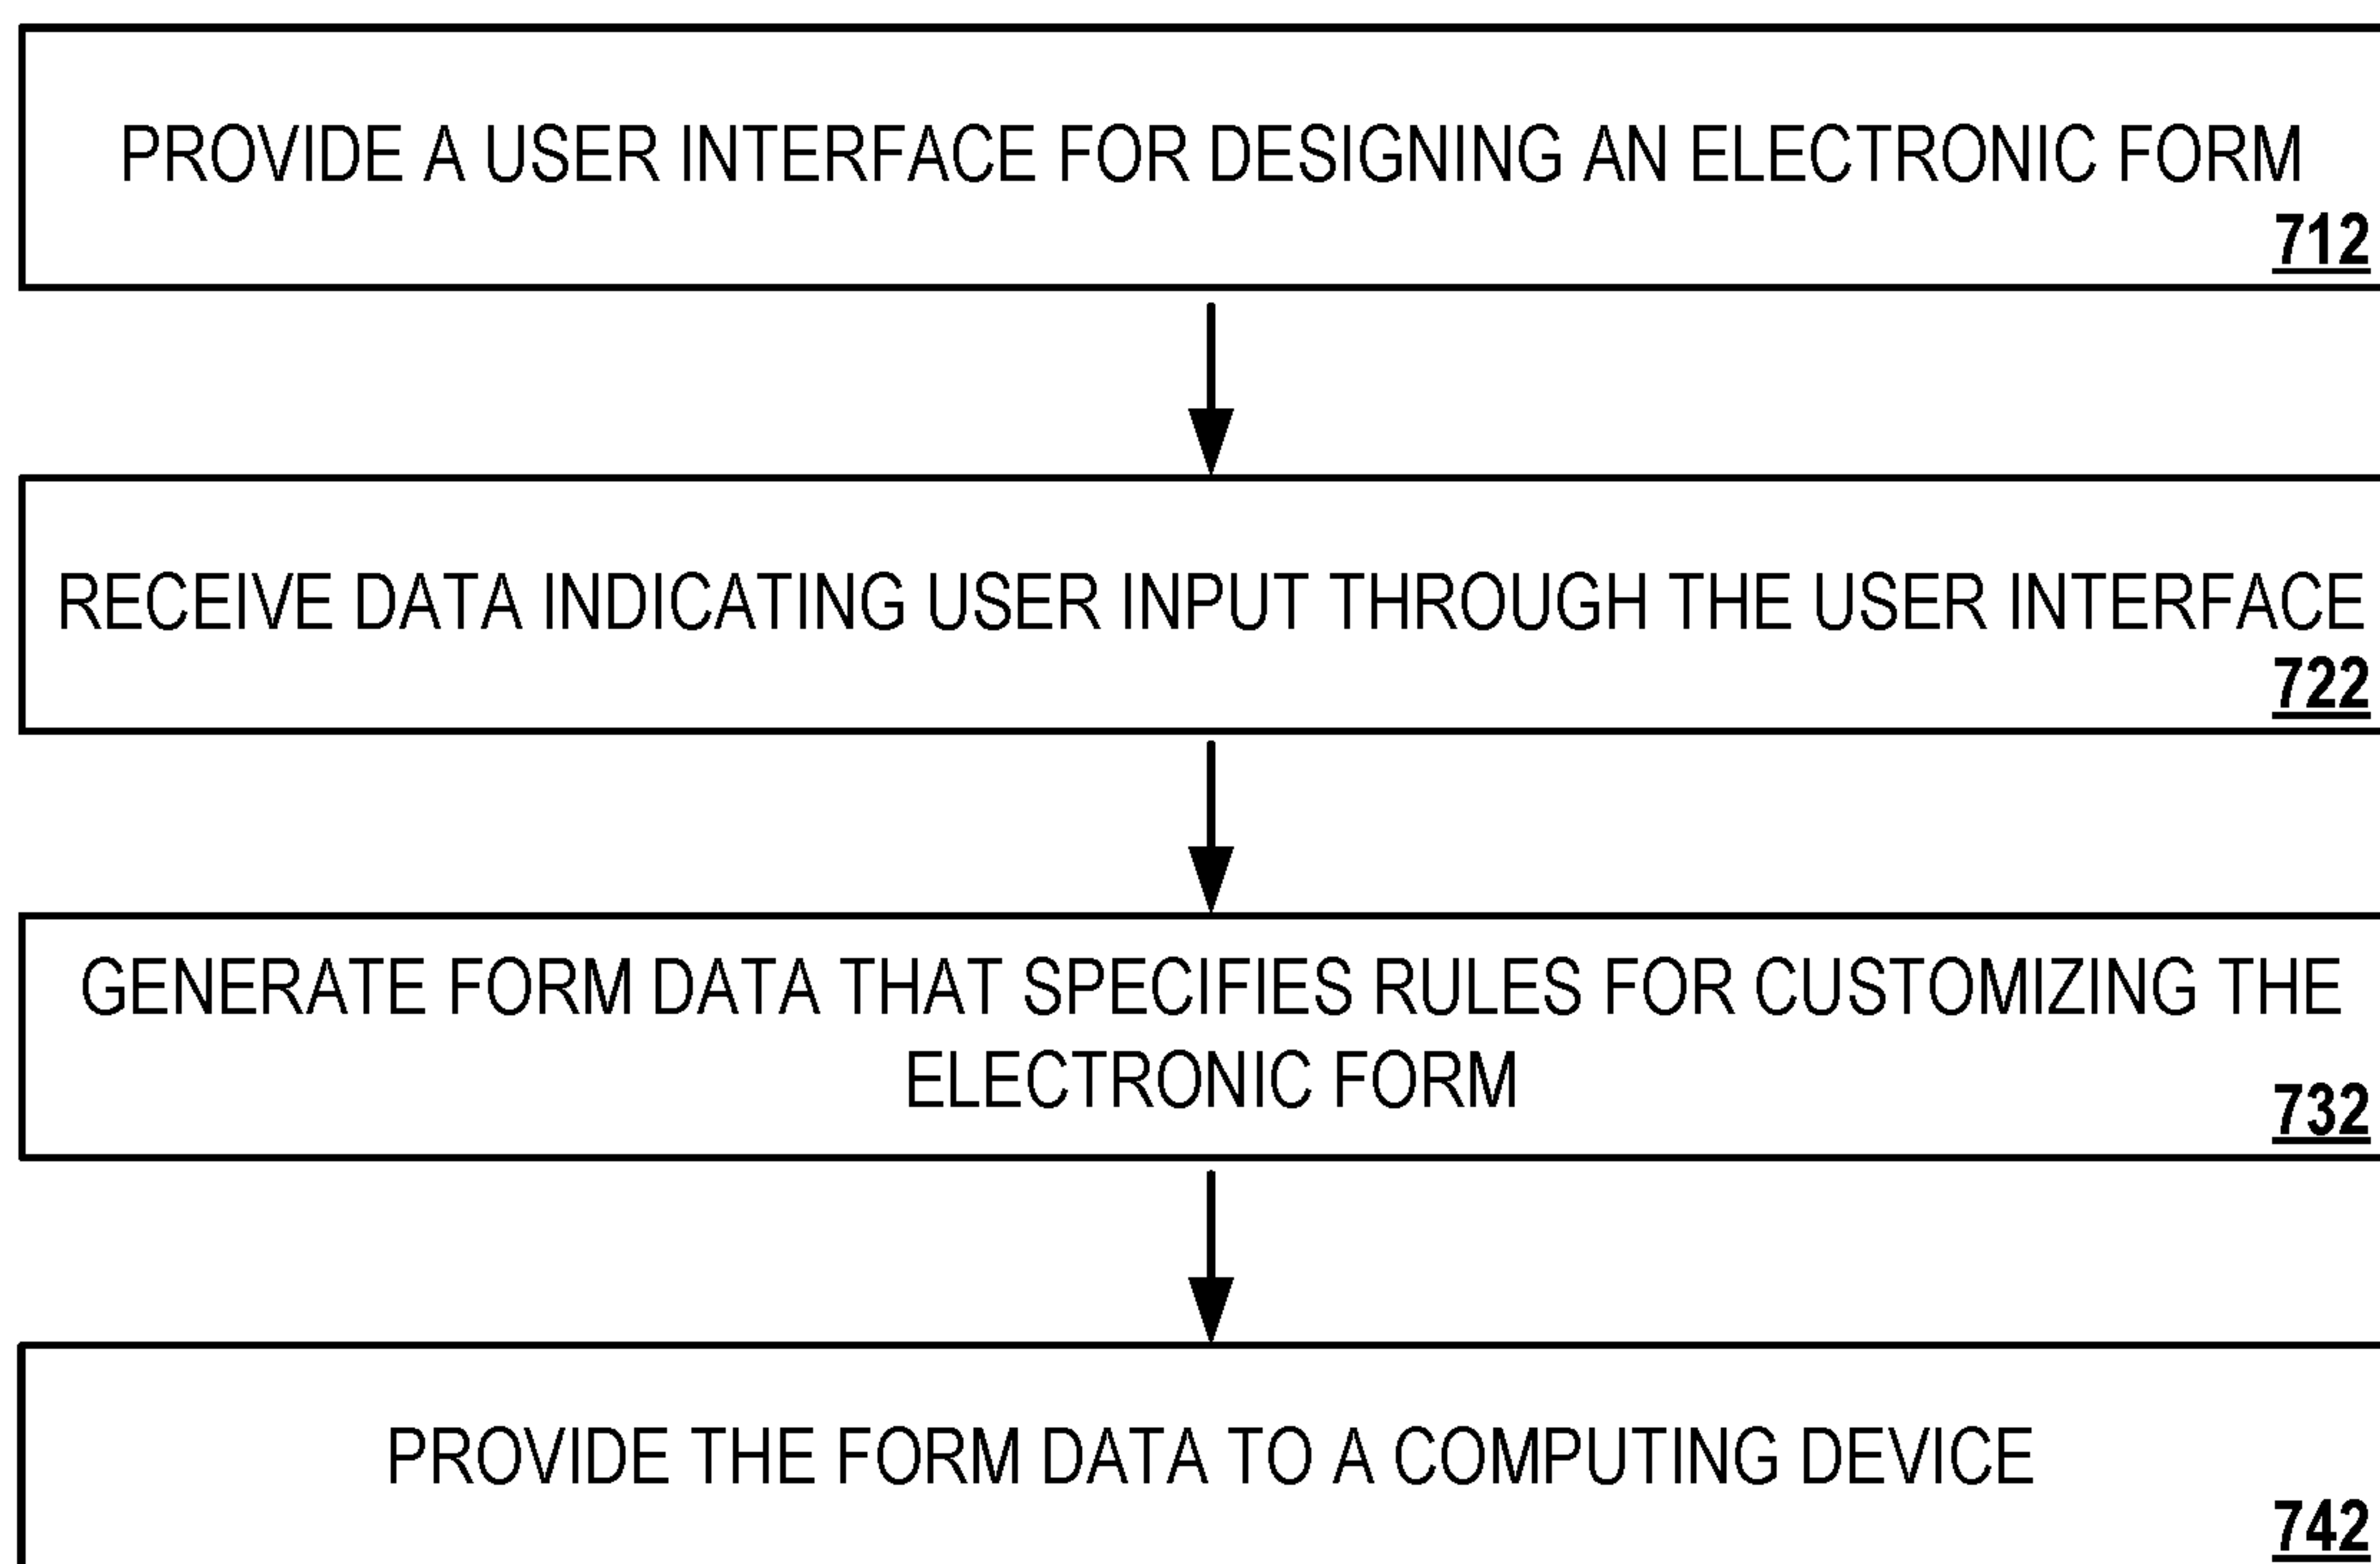 PROVIDE A USER INTERFACE FOR DESIGNING AN ELECTRONIC FORM
712
RECEIVE DATA INDICATING USER INPUT THROUGH THE USER INTERFACE
722
GENERATE FORM DATA THAT SPECIFIES RULES FOR CUSTOMIZING THE
ELECTRONIC FORM
732
PROVIDE THE FORM DATA TO A COMPUTING DEVICE
742